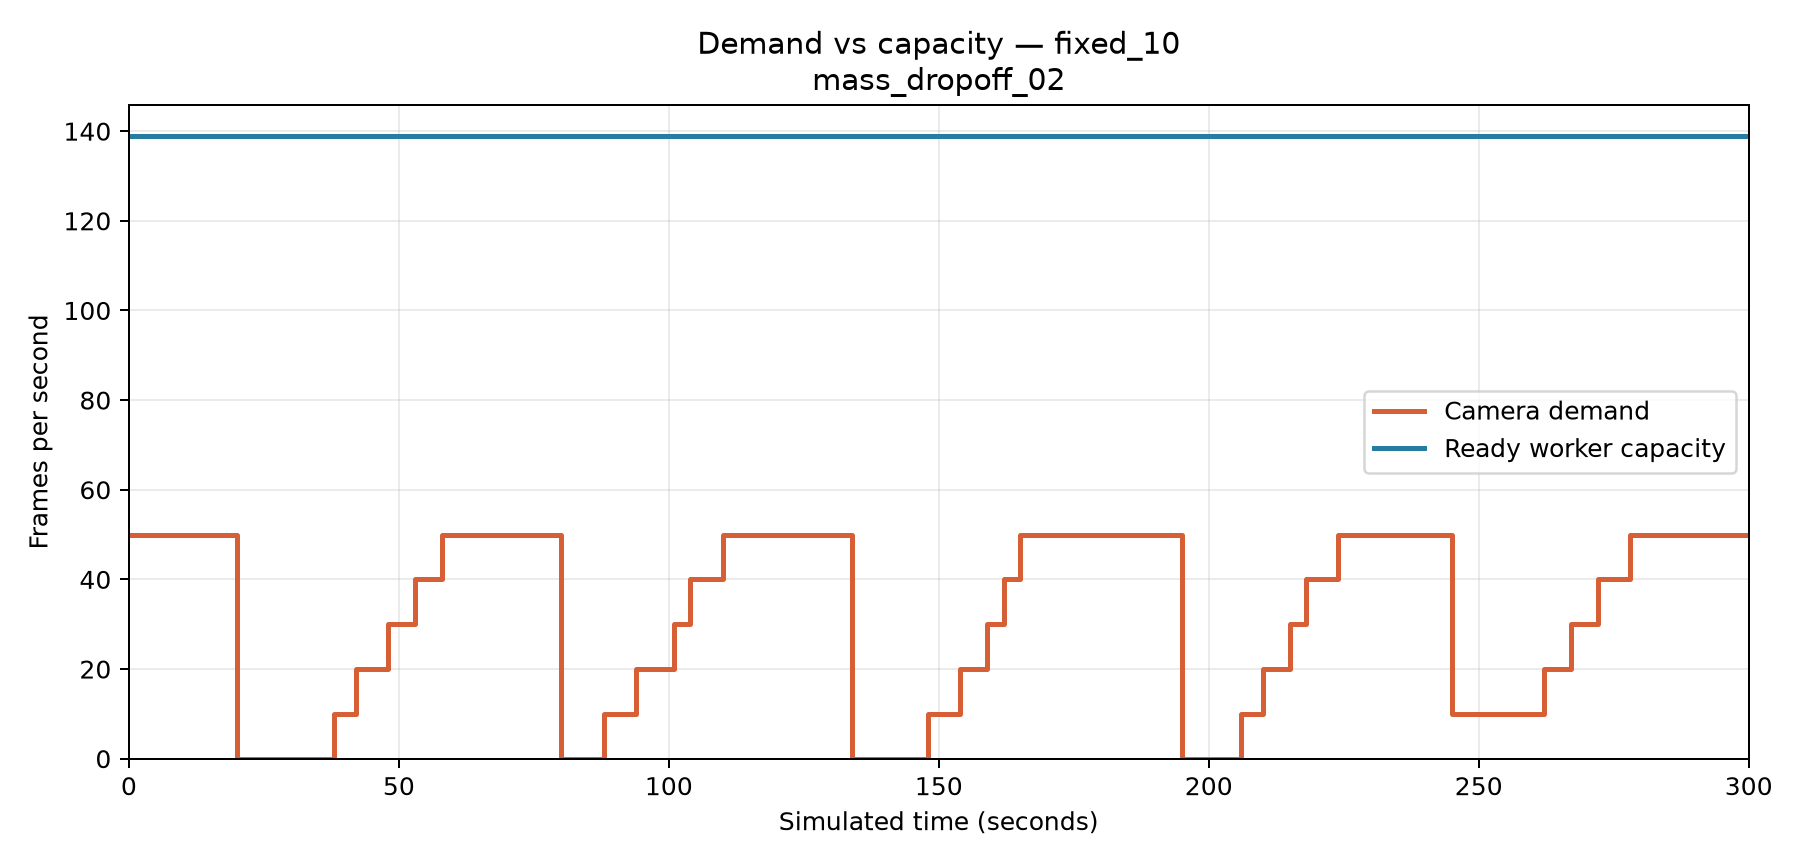 Demand vs capacity — fixed_10
mass_dropoff_02
Frames per second
140
120
100
80
60
40
20
0
Camera demand
Ready worker capacity
0 50 100 150 200 250 300
Simulated time (seconds)